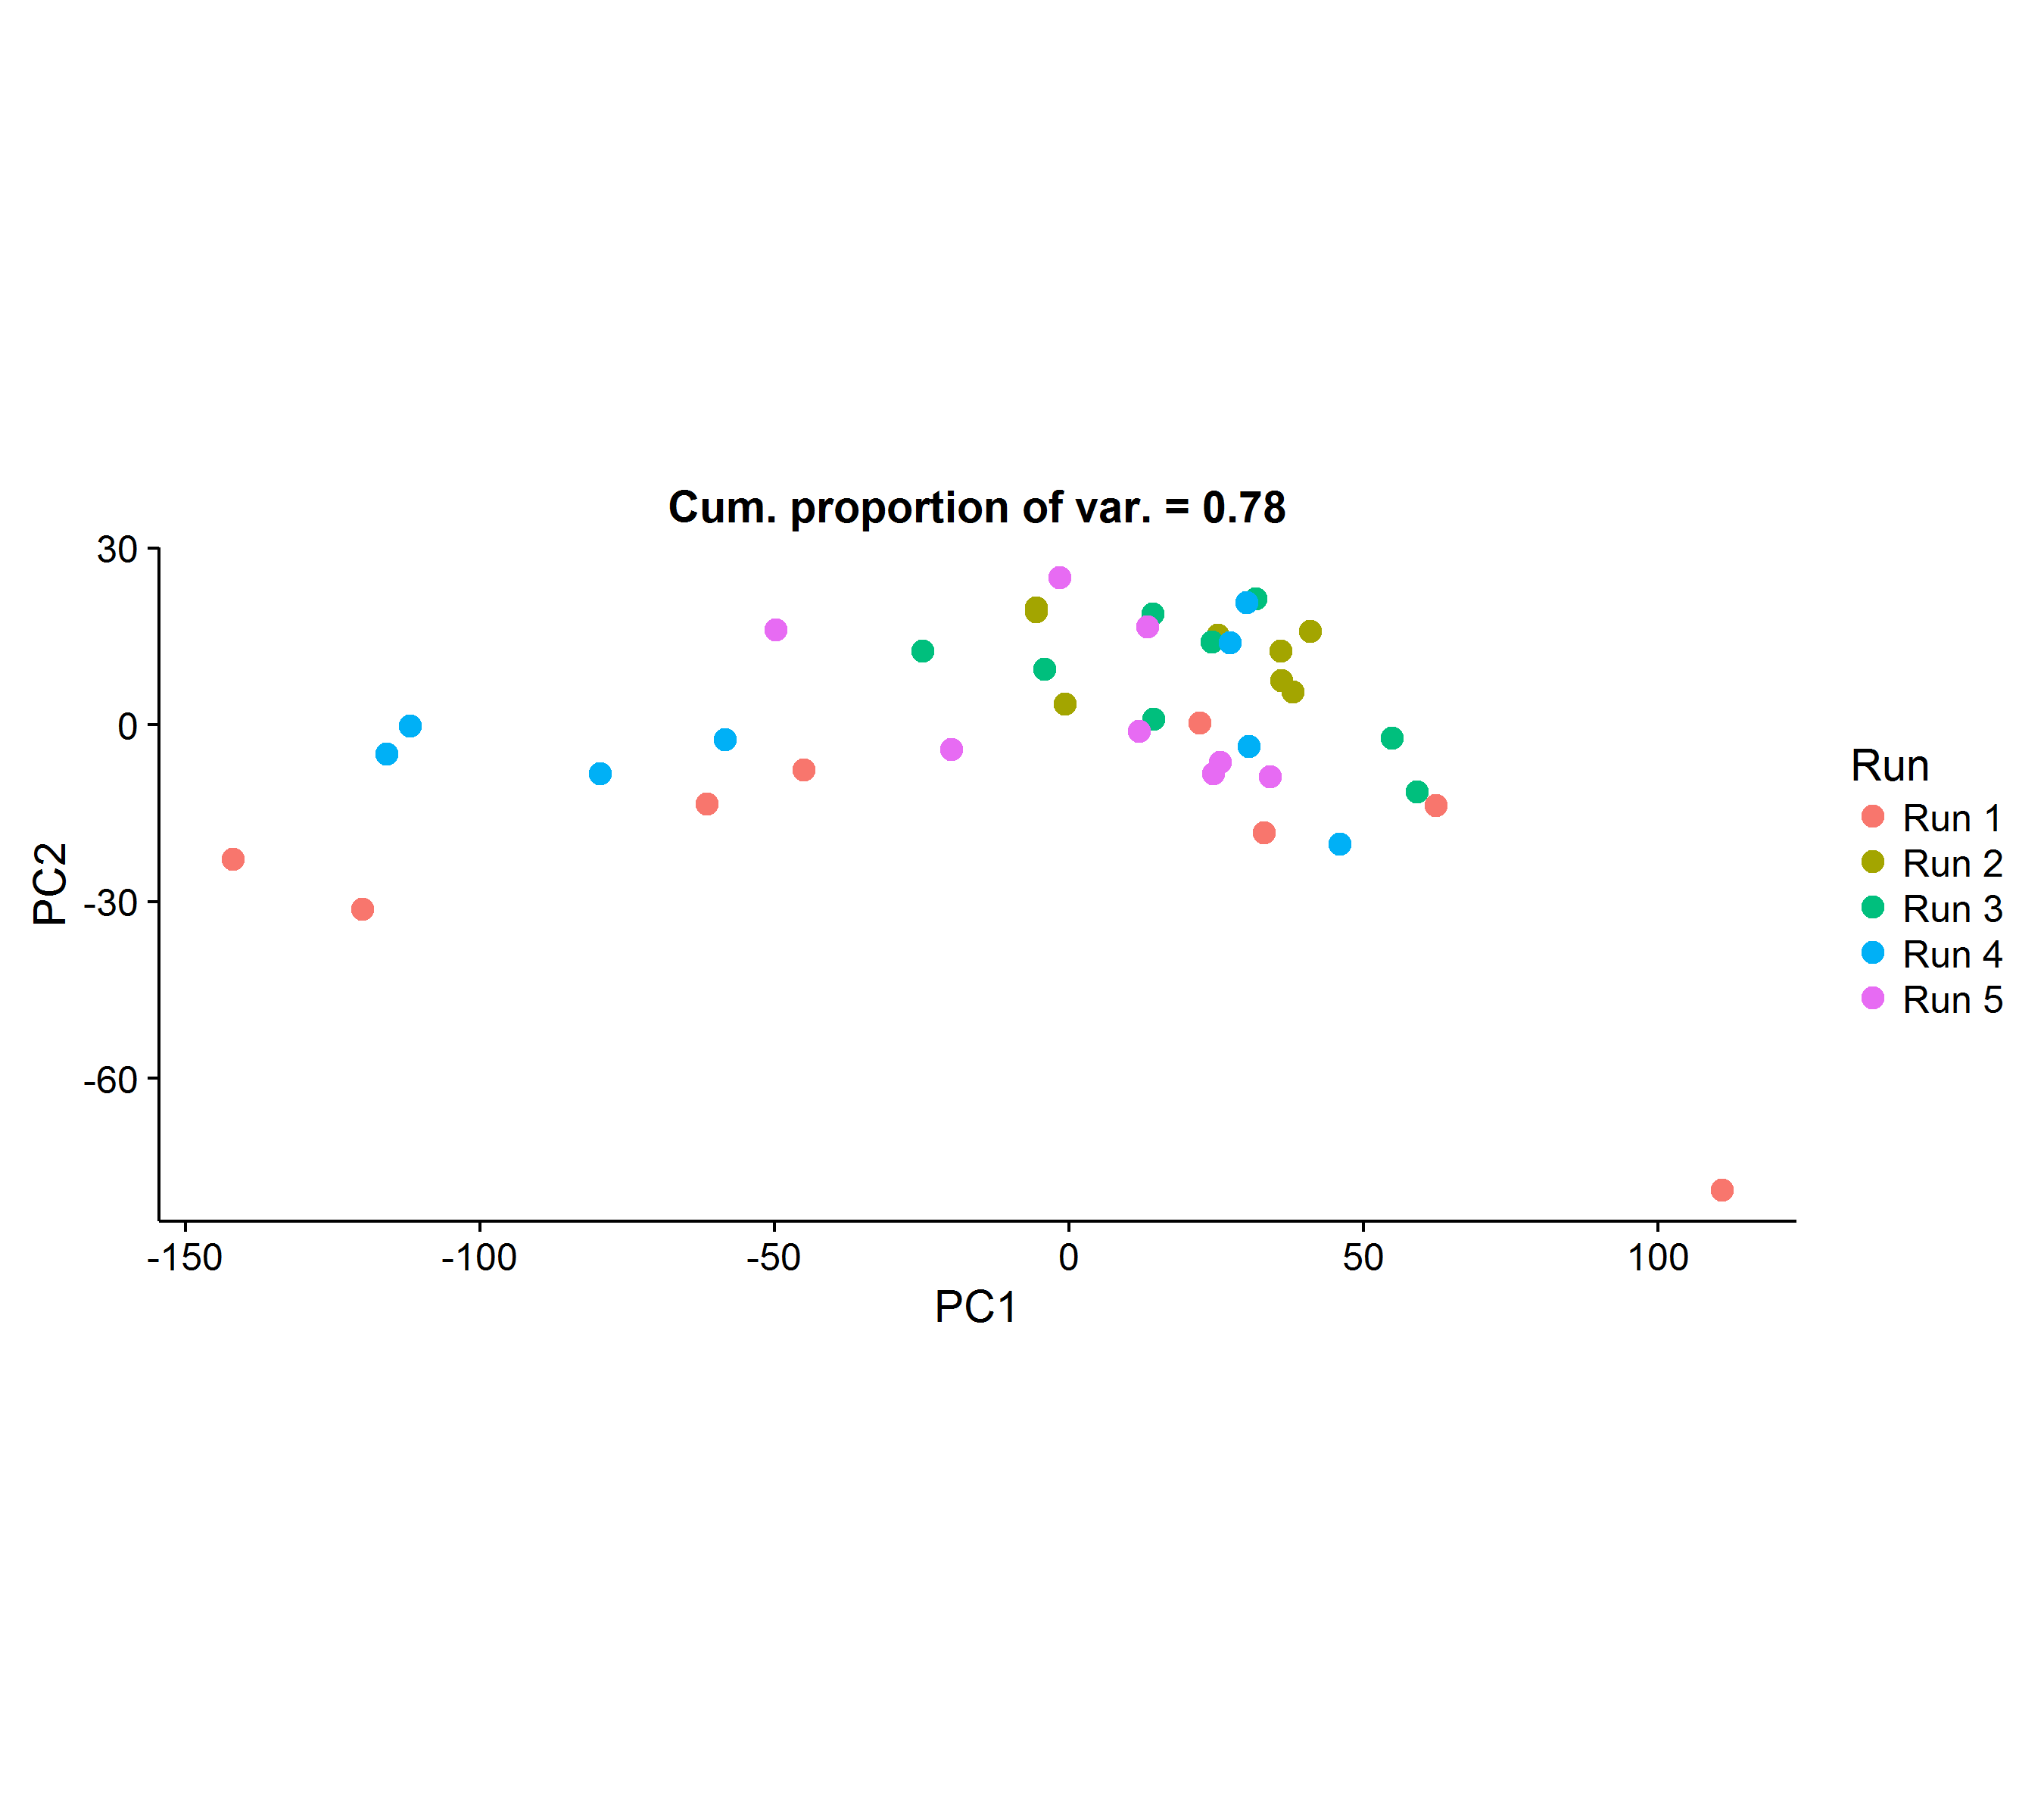 Cum. proportion of var. = 0.78
30
0
-30
-60
PC2
-150 -100 -50 0 50 100
PC1
Run
Run 1
Run 2
Run 3
Run 4
Run 5